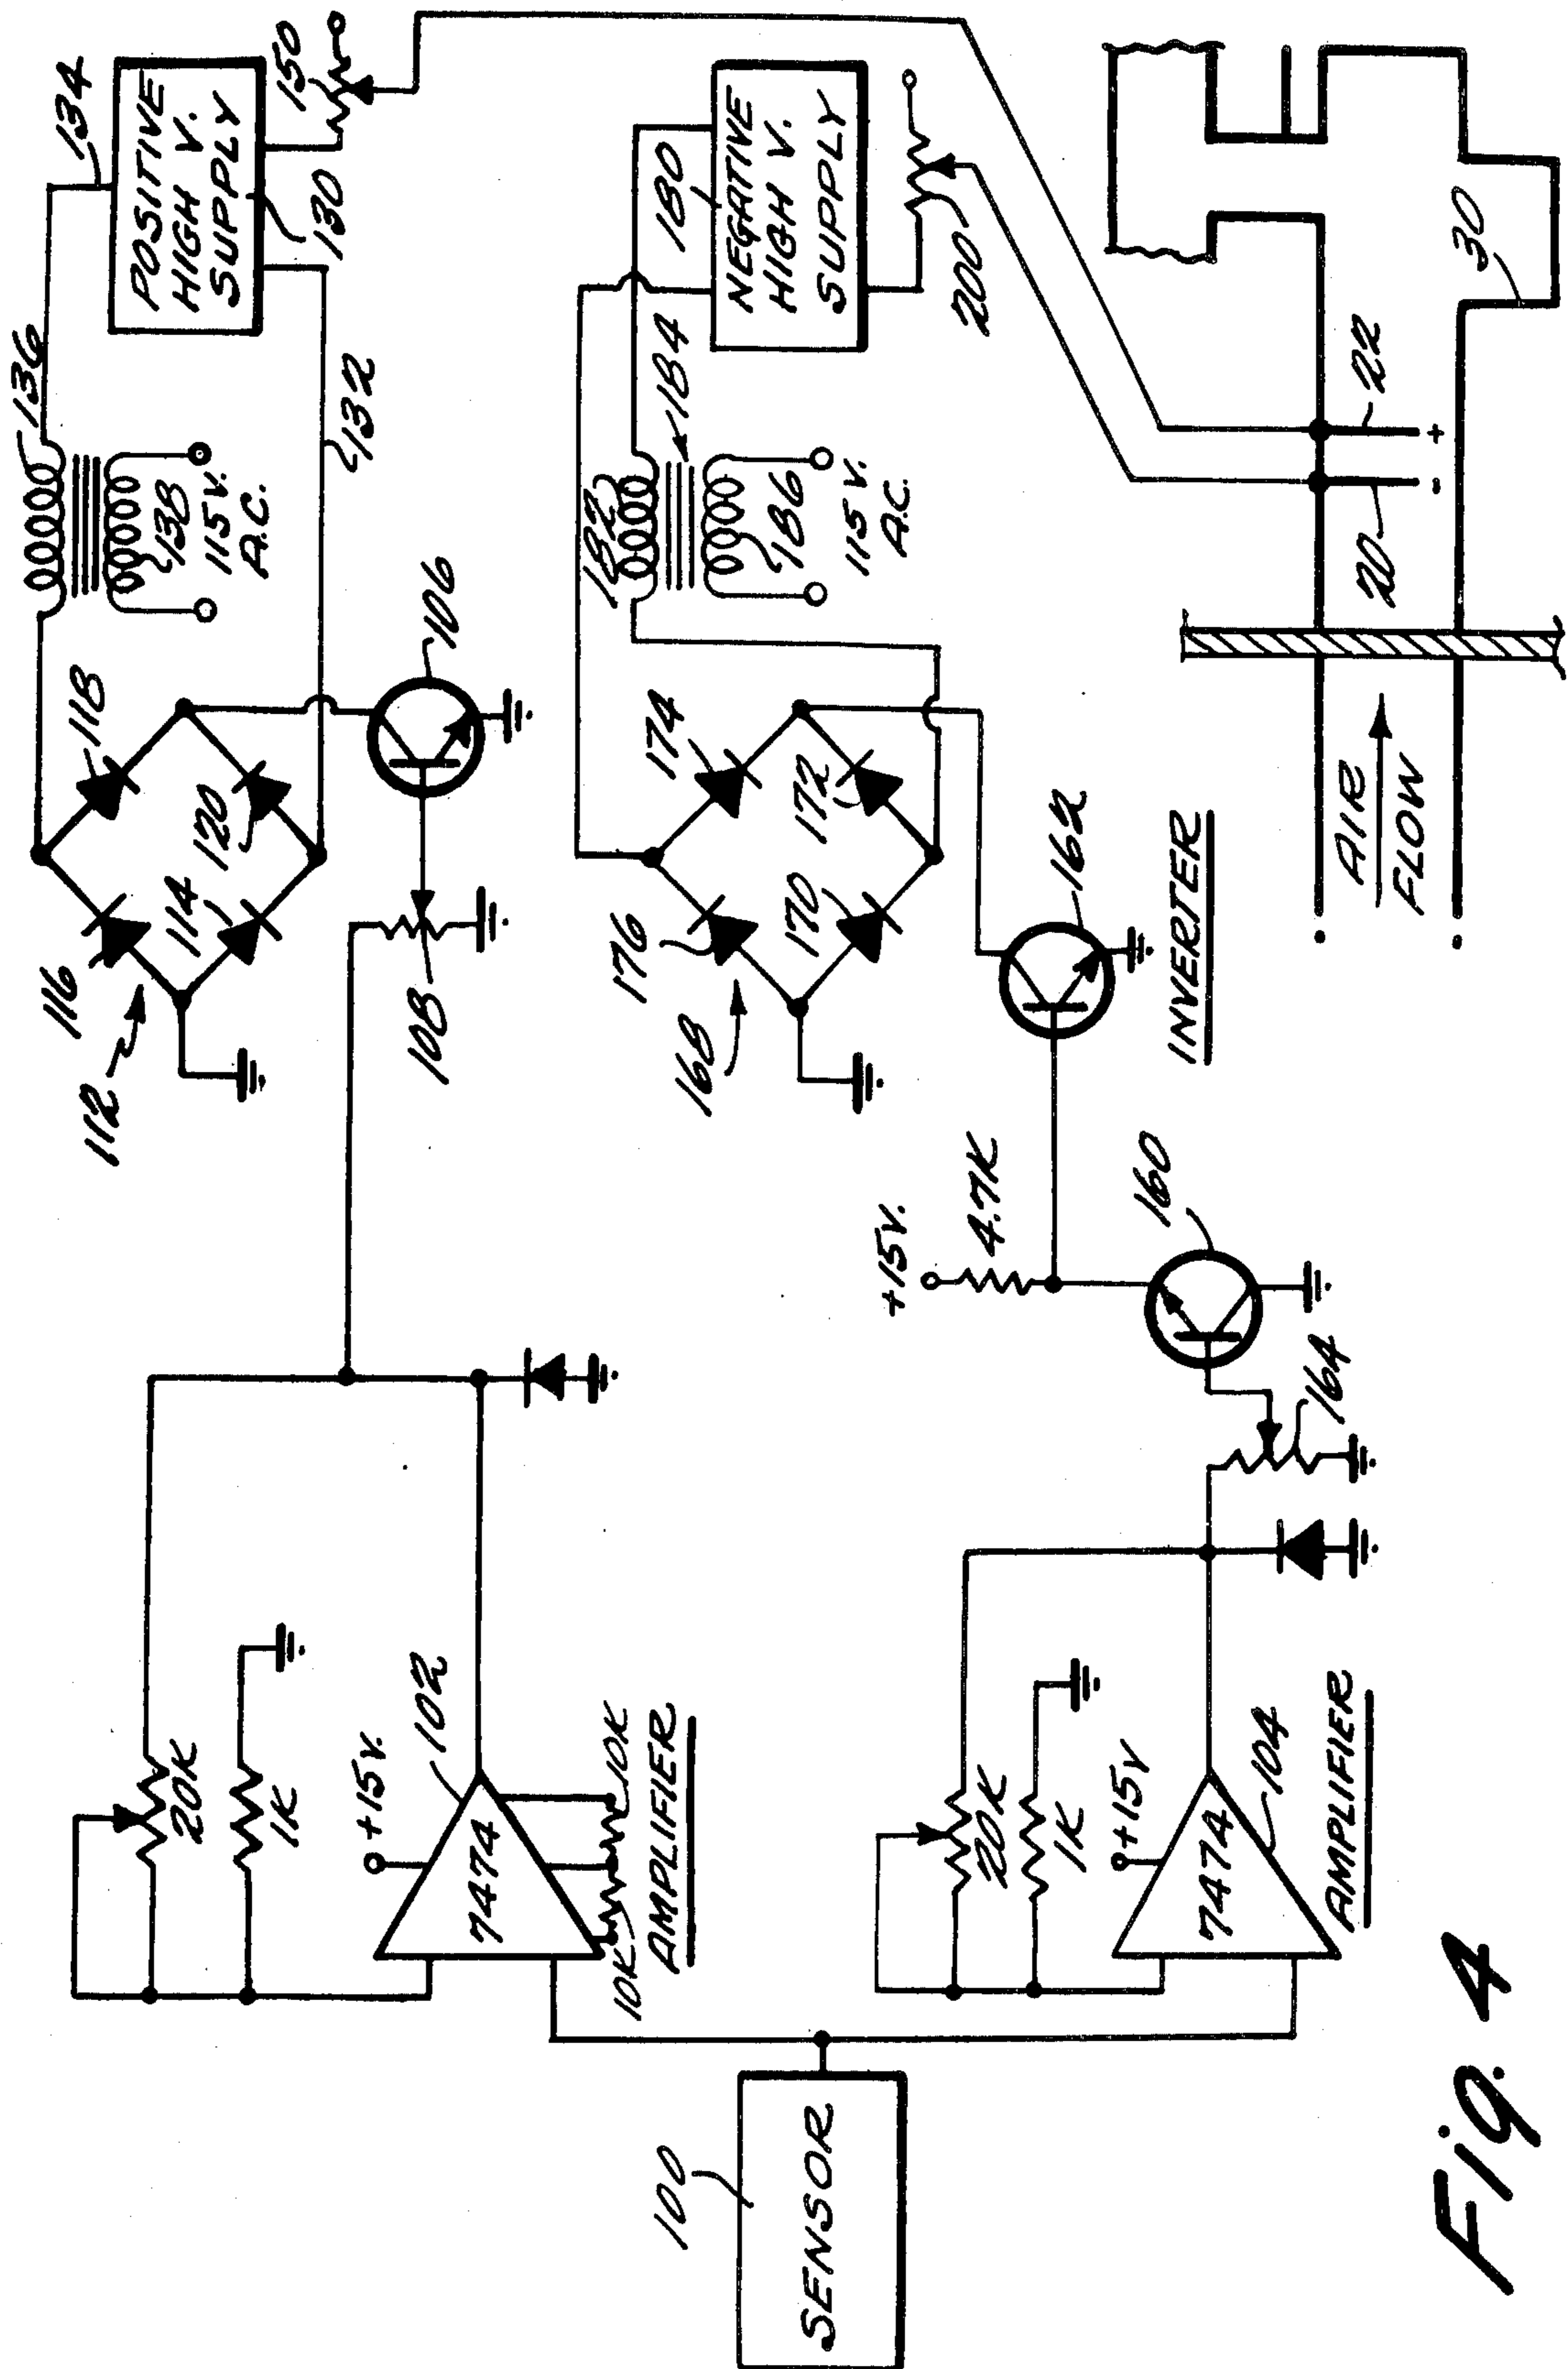 134
POSITIVE
HIGH V.
SUPPLY
150
130
136
138
115V.
A.C.
132
118
120
116
114
112
106
108
180
NEGATIVE
HIGH V.
SUPPLY
200
182
184
186
115V.
A.C.
174
172
176
170
168
162
INVERTER
+15V.
4.7K
160
164
20K
1K
+15V.
102
7474
10K
10K
AMPLIFIER
20K
1K
+15V
7474
104
AMPLIFIER
100
SENSOR
AIR
FLOW
20
22
-
+
30
Fig. 4